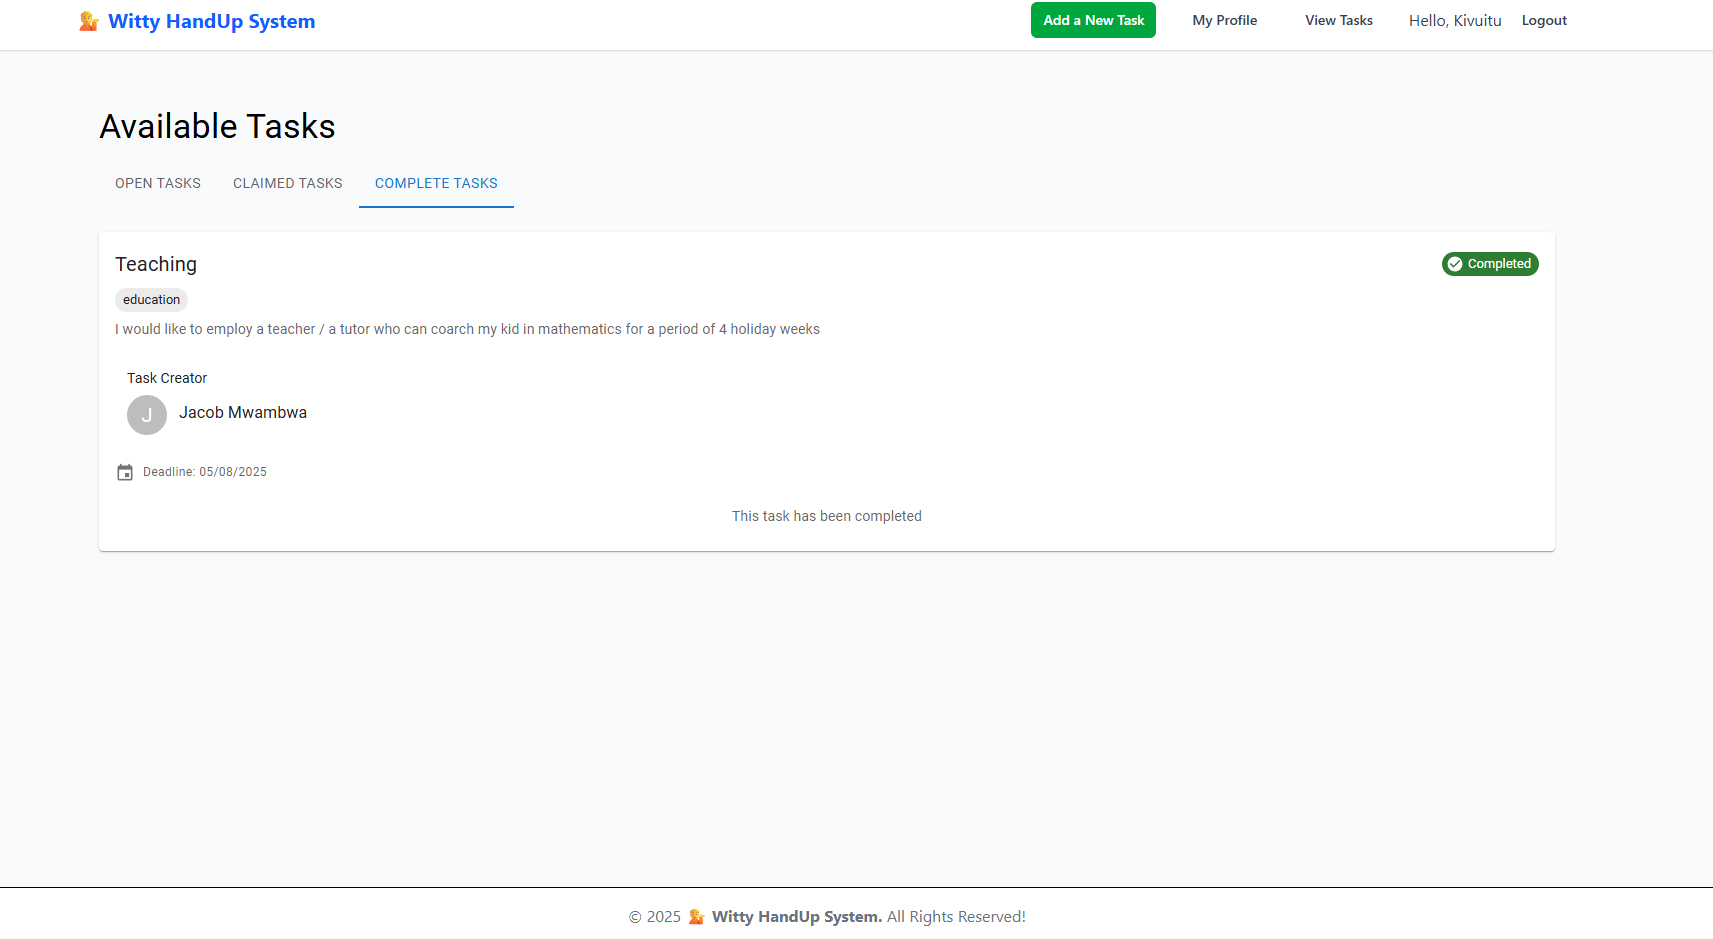 Witty HandUp System
Add a New Task
My Profile
View Tasks
Hello, Kivuitu
Logout
Available Tasks
OPEN TASKS
CLAIMED TASKS
COMPLETE TASKS
Teaching
Completed
education
I would like to employ a teacher / a tutor who can coarch my kid in mathematics for a period of 4 holiday weeks
Task Creator
J
Jacob Mwambwa
Deadline: 05/08/2025
This task has been completed
© 2025 Witty HandUp System. All Rights Reserved!